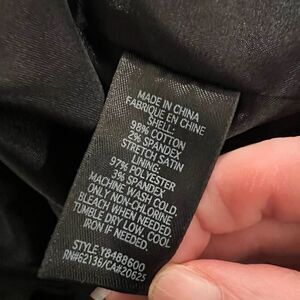 MADE IN CHINA
FABRIQUE EN CHINE
SHELL:
98% COTTON
2% SPANDEX
STRETCH SATIN
LINING:
97% POLYESTER
3% SPANDEX
MACHINE WASH COLD.
ONLY NON-CHLORINE
BLEACH WHEN NEEDED.
TUMBLE DRY LOW. COOL
IRON IF NEEDED.
STYLE Y8488600
RN#62136/CA#20625